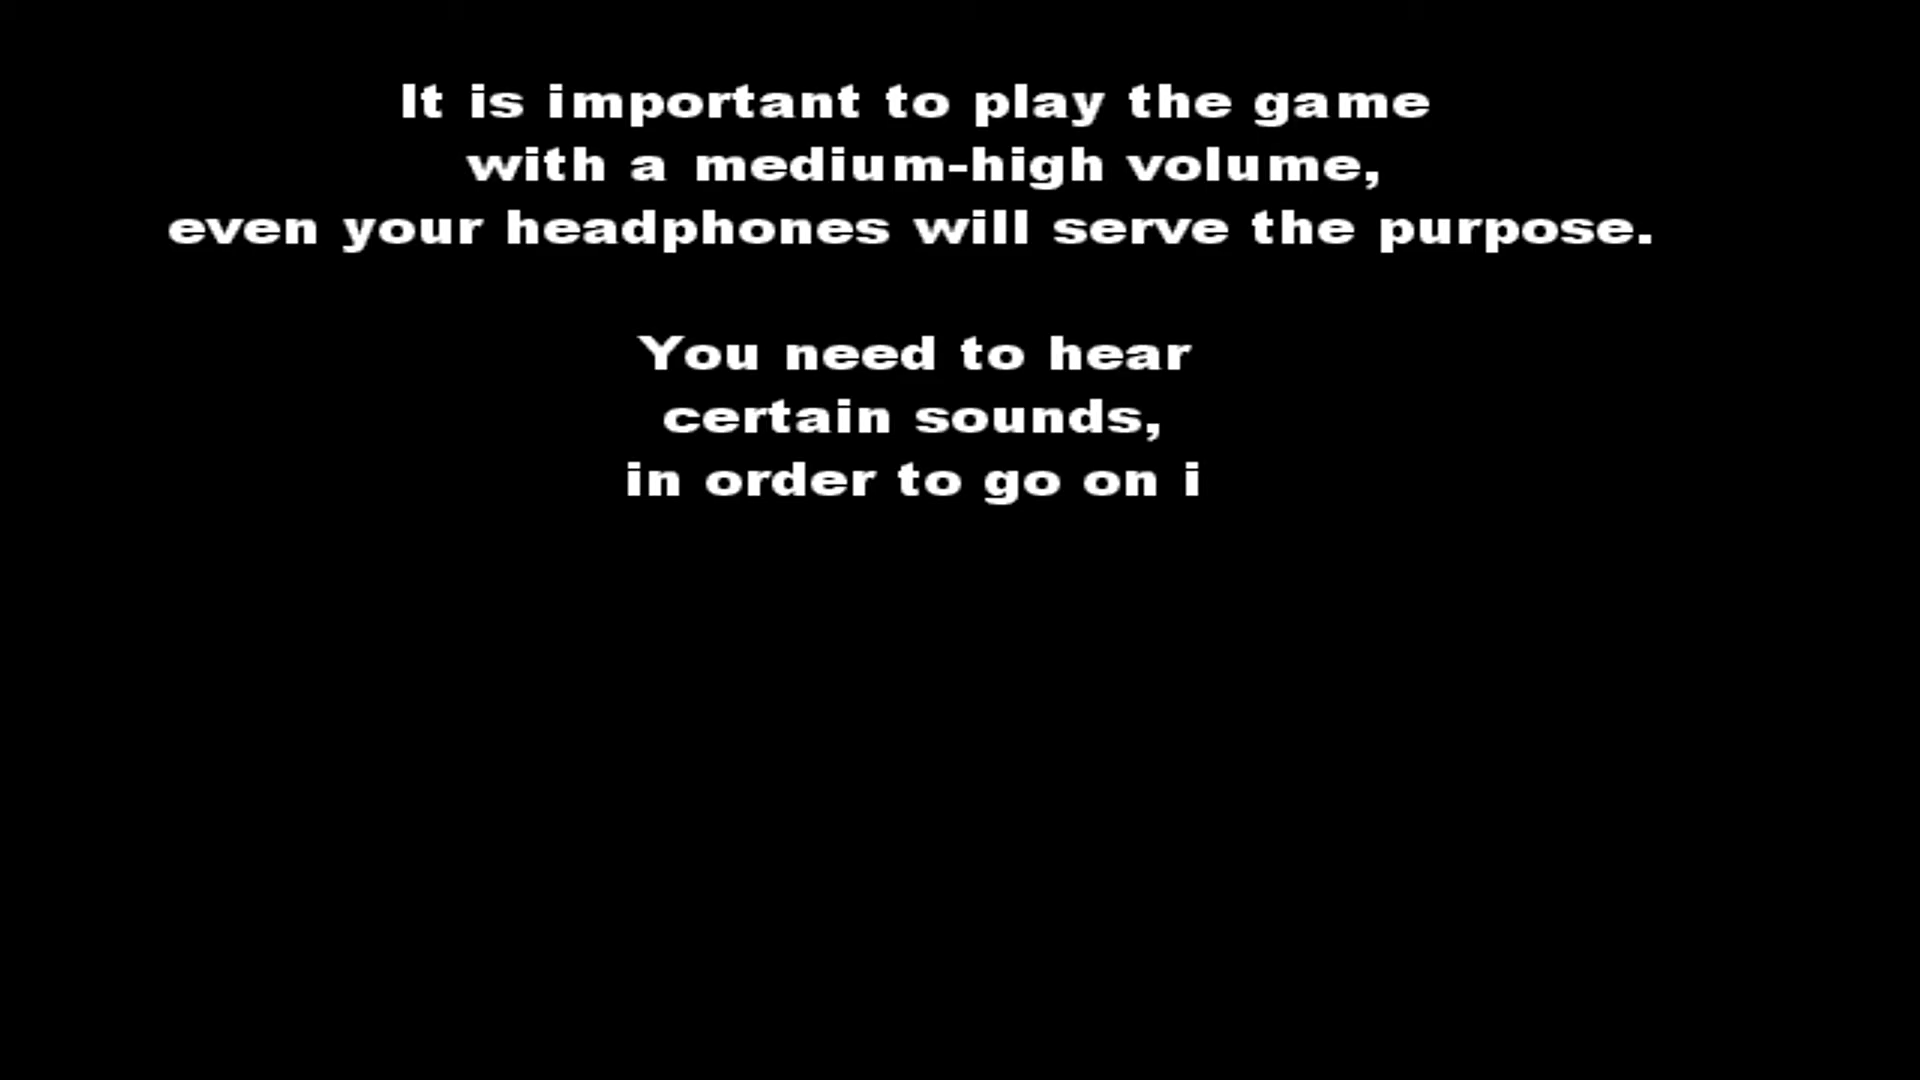 It is important to play the game
with a medium-high volume,
even your headphones will serve the purpose.
You need to hear
certain sounds,
in order to go on i